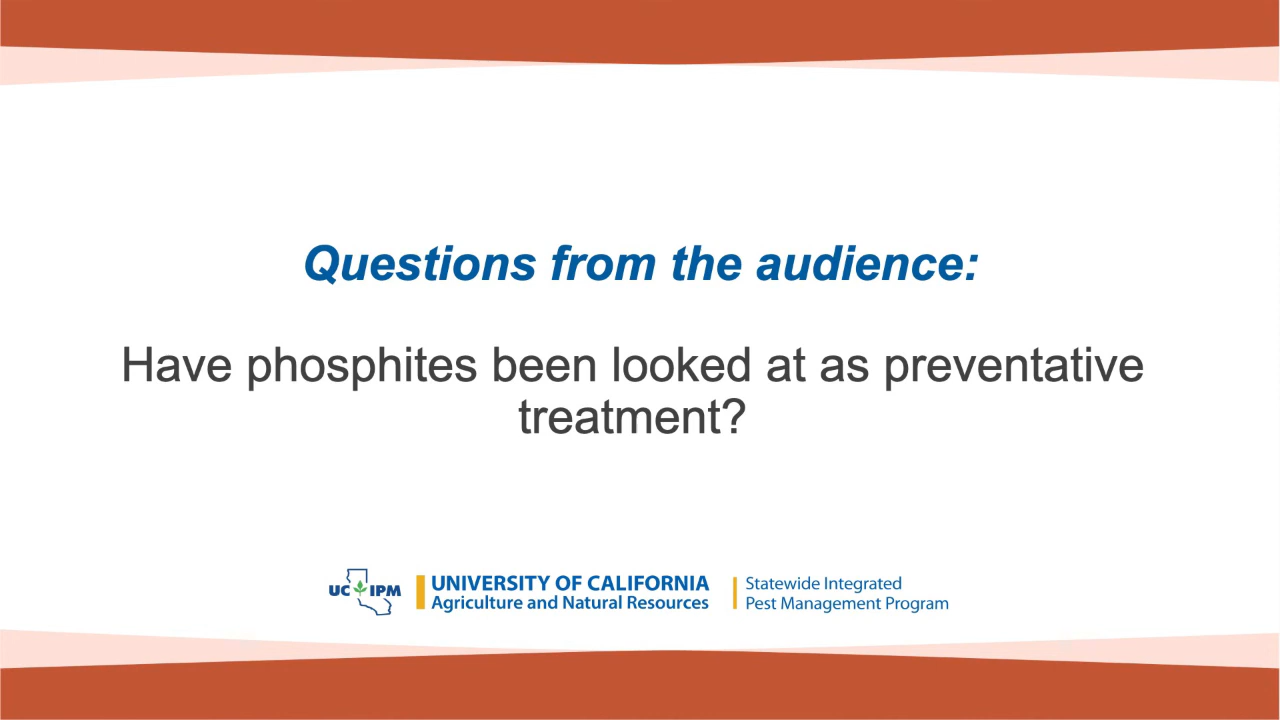 Questions from the audience:
Have phosphites been looked at as preventative
treatment?
UC IPM
UNIVERSITY OF CALIFORNIA
Agriculture and Natural Resources
Statewide Integrated
Pest Management Program